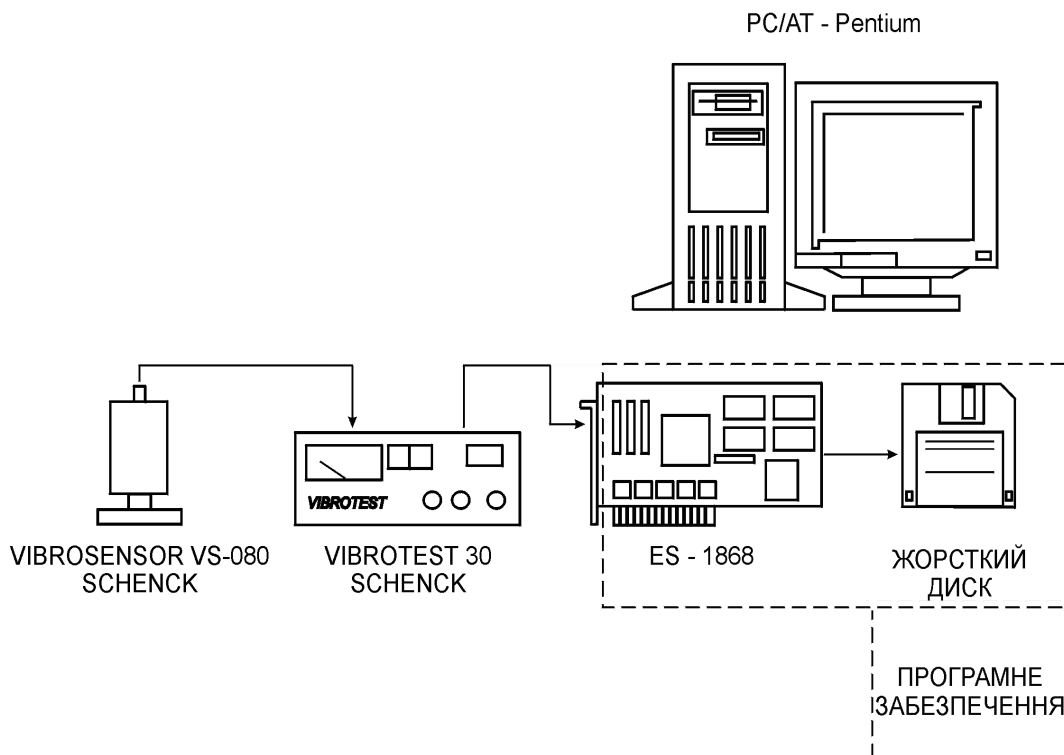 PC/AT - Pentium
VIBROTEST
VIBROSENSOR VS-080
SCHENCK
VIBROTEST 30
SCHENCK
ES - 1868
ЖОРСТКИЙ
ДИСК
ПРОГРАМНЕ
ЗАБЕЗПЕЧЕННЯ